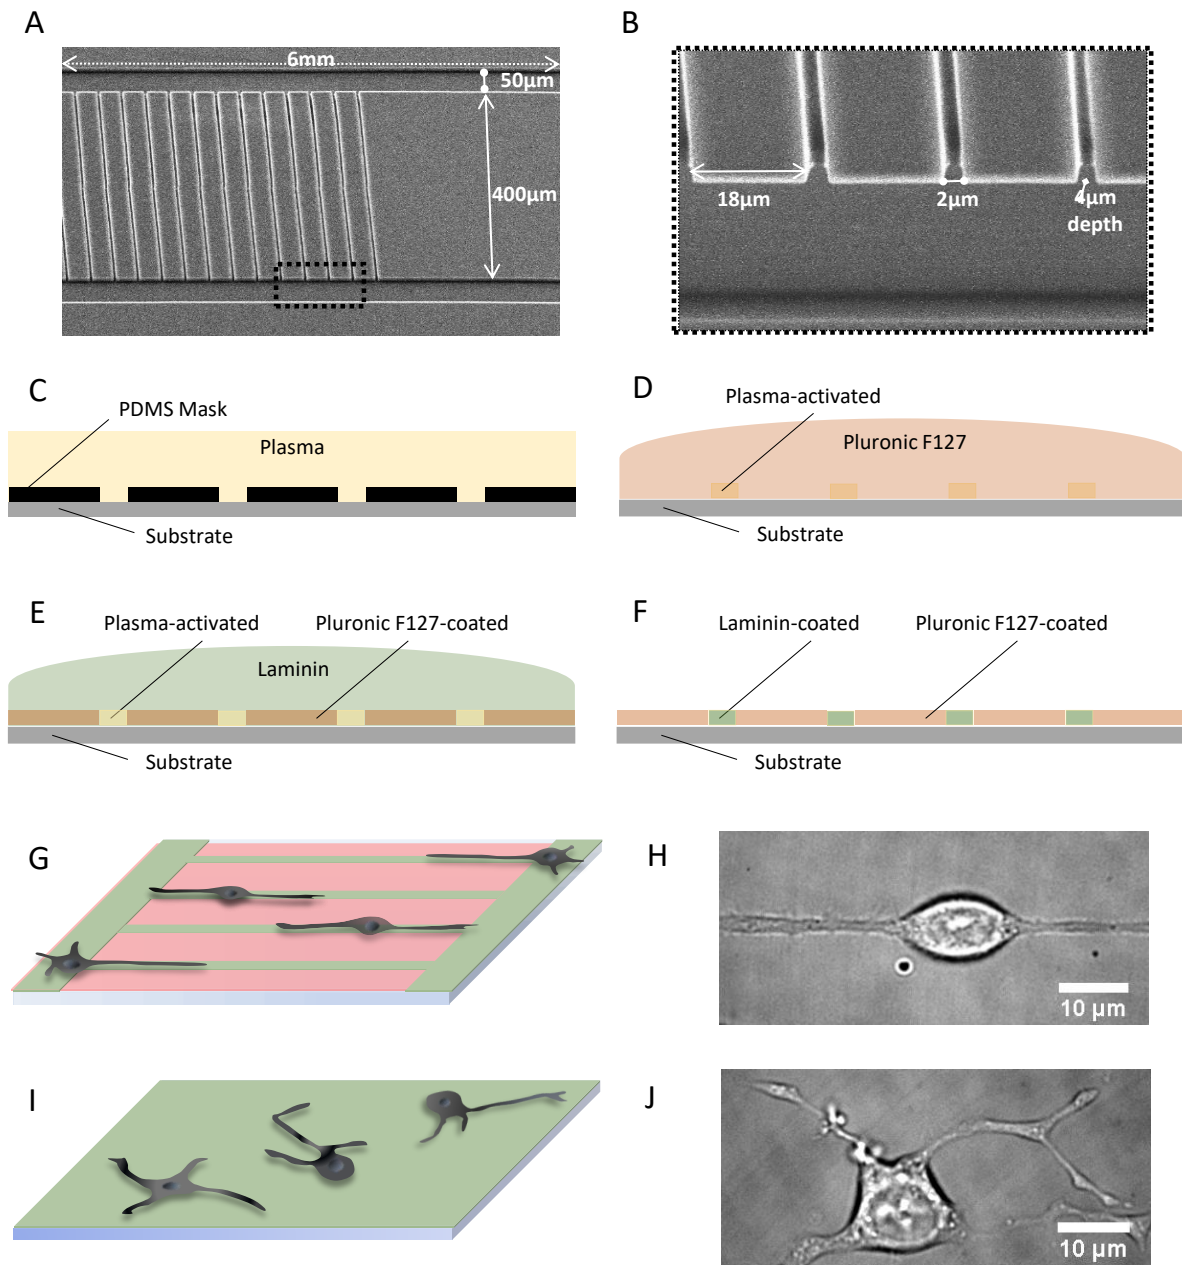 A
6mm
50µm
400µm
B
18µm
2µm
4µm
depth
C
PDMS Mask
Plasma
Substrate
D
Plasma-activated
Pluronic F127
Substrate
E
Plasma-activated
Pluronic F127-coated
Laminin
Substrate
F
Laminin-coated
Pluronic F127-coated
Substrate
G
H
10 µm
I
J
10 µm